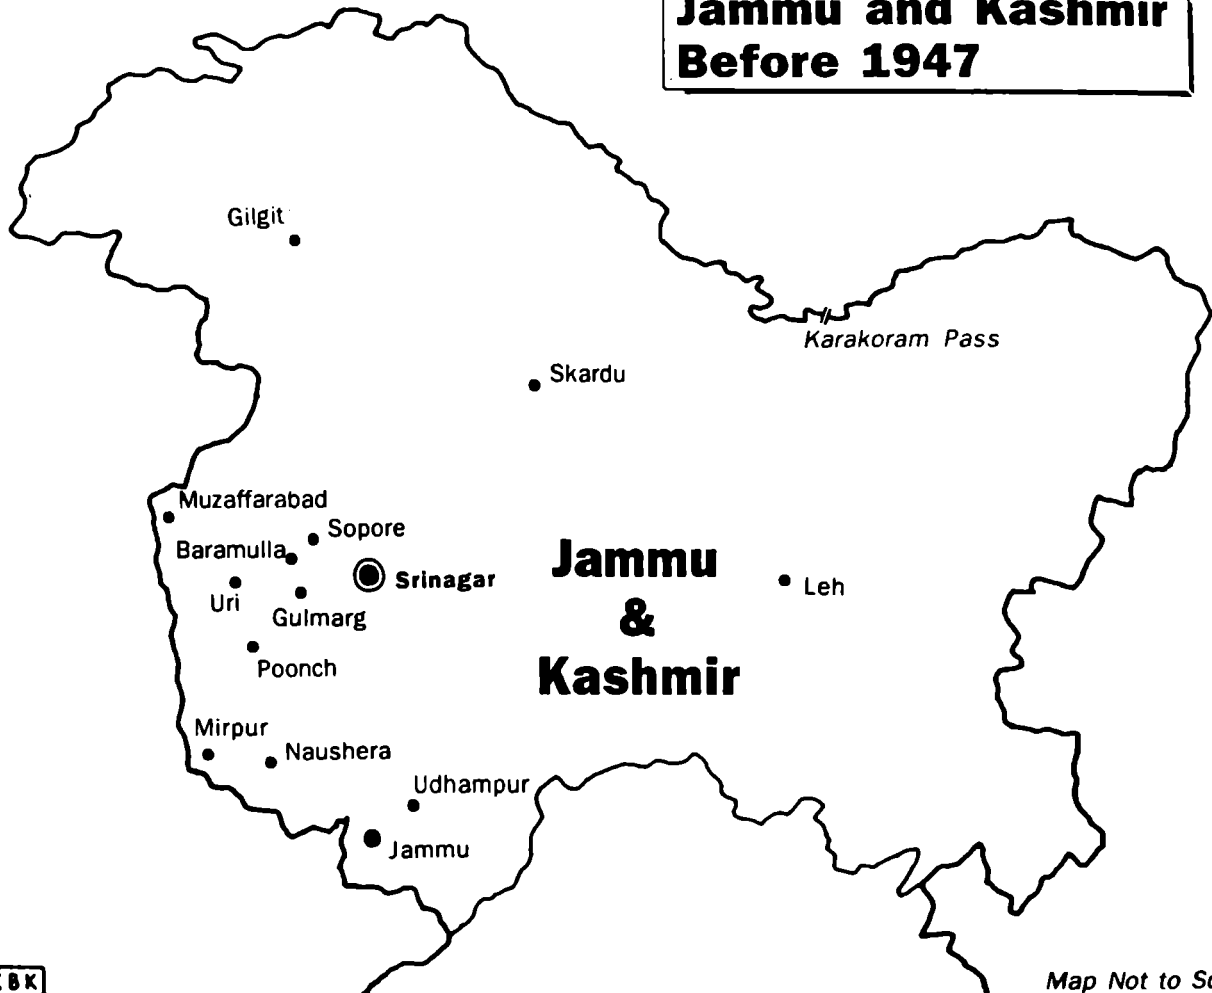 Jammu and Kashmir
Before 1947
Gilgit
Karakoram Pass
Skardu
Muzaffarabad
Sopore
Baramulla
Srinagar
Uri
Gulmarg
Poonch
Jammu
&
Kashmir
Leh
Mirpur
Naushera
Udhampur
Jammu
Map Not to